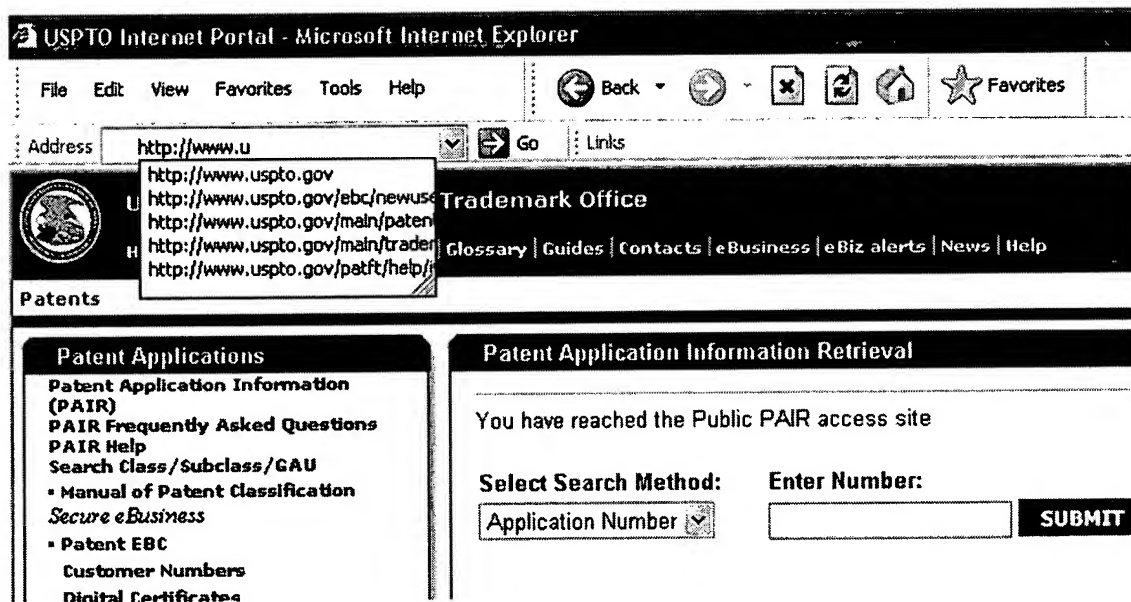 USPTO Internet Portal - Microsoft Internet Explorer
File Edit View Favorites Tools Help
Back Favorites
Address http://www.u Go Links
http://www.uspto.gov
http://www.uspto.gov/ebc/newuse
http://www.uspto.gov/main/paten
http://www.uspto.gov/main/trader
http://www.uspto.gov/patft/help/
U Trademark Office
H Glossary | Guides | Contacts | eBusiness | eBiz alerts | News | Help
Patents
Patent Applications
Patent Application Information
(PAIR)
PAIR Frequently Asked Questions
PAIR Help
Search Class/Subclass/GAU
▪ Manual of Patent Classification
Secure eBusiness
▪ Patent EBC
Customer Numbers
Digital Certificates
Patent Application Information Retrieval
You have reached the Public PAIR access site
Select Search Method: Enter Number:
Application Number SUBMIT